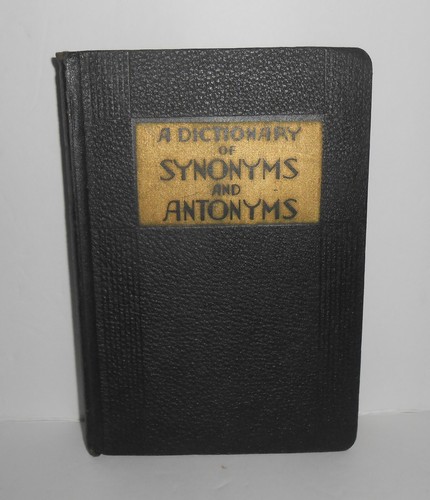 A DICTIONARY
OF
SYNONYMS
AND
ANTONYMS